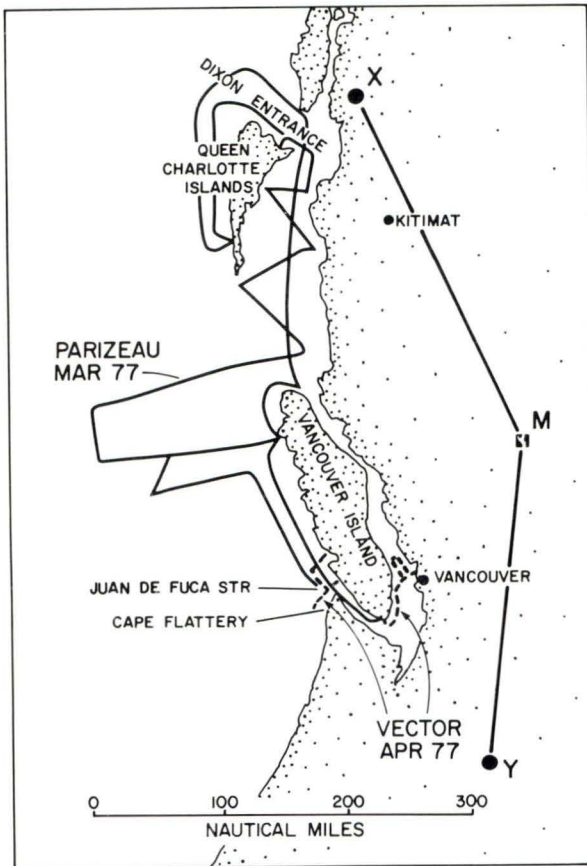 X
DIXON ENTRANCE
QUEEN
CHARLOTTE
ISLANDS
KITIMAT
PARIZEAU
MAR 77
M
VANCOUVER ISLAND
VANCOUVER
JUAN DE FUCA STR
CAPE FLATTERY
VECTOR
APR 77
Y
0 100 200 300
NAUTICAL MILES